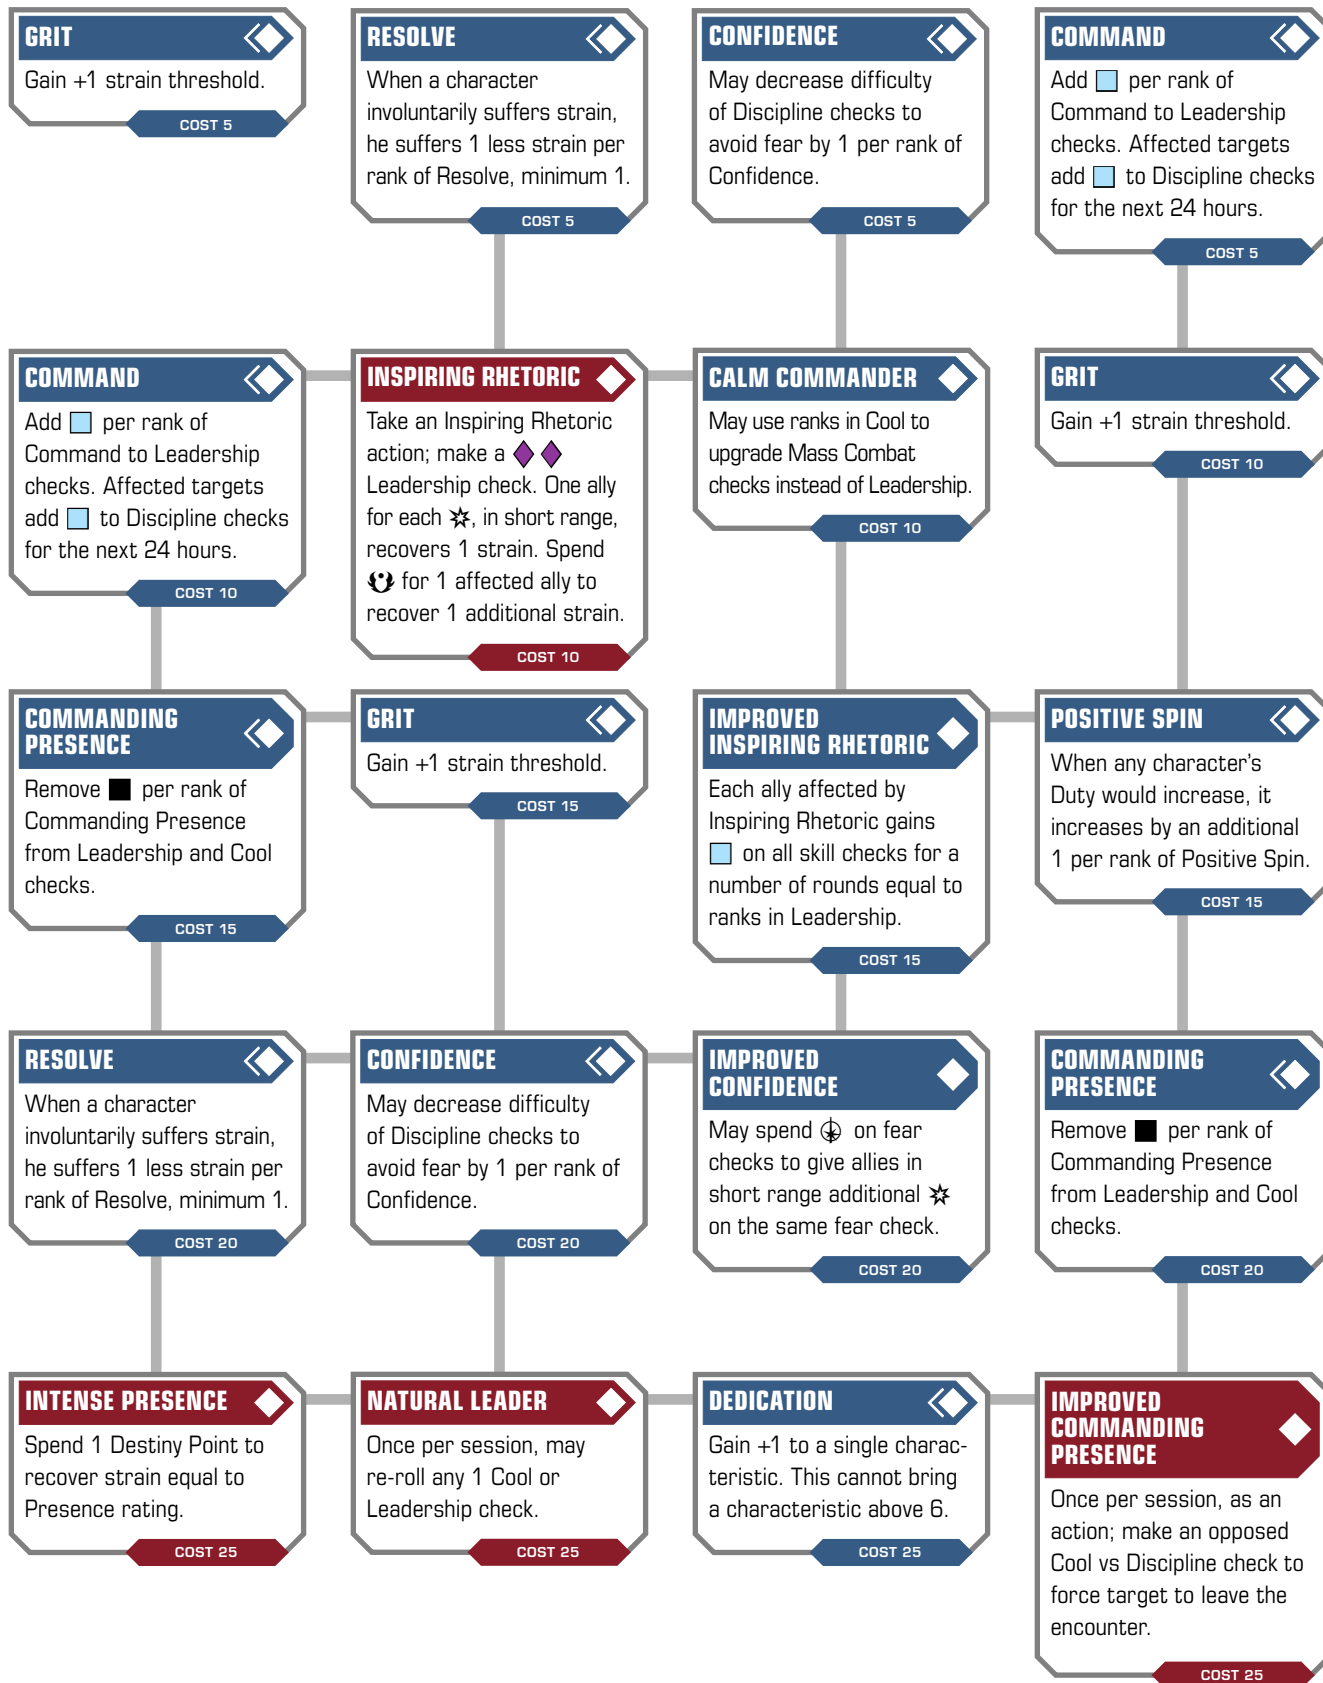 GRIT
Gain +1 strain threshold.
COST 5
RESOLVE
When a character
involuntarily suffers strain,
he suffers 1 less strain per
rank of Resolve, minimum 1.
COST 5
CONFIDENCE
May decrease difficulty
of Discipline checks to
avoid fear by 1 per rank of
Confidence.
COST 5
COMMAND
Add per rank of
Command to Leadership
checks. Affected targets
add to Discipline checks
for the next 24 hours.
COST 5
COMMAND
Add per rank of
Command to Leadership
checks. Affected targets
add to Discipline checks
for the next 24 hours.
COST 10
INSPIRING RHETORIC
Take an Inspiring Rhetoric
action; make a
Leadership check. One ally
for each , in short range,
recovers 1 strain. Spend
for 1 affected ally to
recover 1 additional strain.
COST 10
CALM COMMANDER
May use ranks in Cool to
upgrade Mass Combat
checks instead of Leadership.
COST 10
GRIT
Gain +1 strain threshold.
COST 10
COMMANDING
PRESENCE
Remove per rank of
Commanding Presence
from Leadership and Cool
checks.
COST 15
GRIT
Gain +1 strain threshold.
COST 15
IMPROVED
INSPIRING RHETORIC
Each ally affected by
Inspiring Rhetoric gains
on all skill checks for a
number of rounds equal to
ranks in Leadership.
COST 15
POSITIVE SPIN
When any character's
Duty would increase, it
increases by an additional
1 per rank of Positive Spin.
COST 15
RESOLVE
When a character
involuntarily suffers strain,
he suffers 1 less strain per
rank of Resolve, minimum 1.
COST 20
CONFIDENCE
May decrease difficulty
of Discipline checks to
avoid fear by 1 per rank of
Confidence.
COST 20
IMPROVED
CONFIDENCE
May spend on fear
checks to give allies in
short range additional
on the same fear check.
COST 20
COMMANDING
PRESENCE
Remove per rank of
Commanding Presence
from Leadership and Cool
checks.
COST 20
INTENSE PRESENCE
Spend 1 Destiny Point to
recover strain equal to
Presence rating.
COST 25
NATURAL LEADER
Once per session, may
re-roll any 1 Cool or
Leadership check.
COST 25
DEDICATION
Gain +1 to a single charac-
teristic. This cannot bring
a characteristic above 6.
COST 25
IMPROVED
COMMANDING
PRESENCE
Once per session, as an
action; make an opposed
Cool vs Discipline check to
force target to leave the
encounter.
COST 25